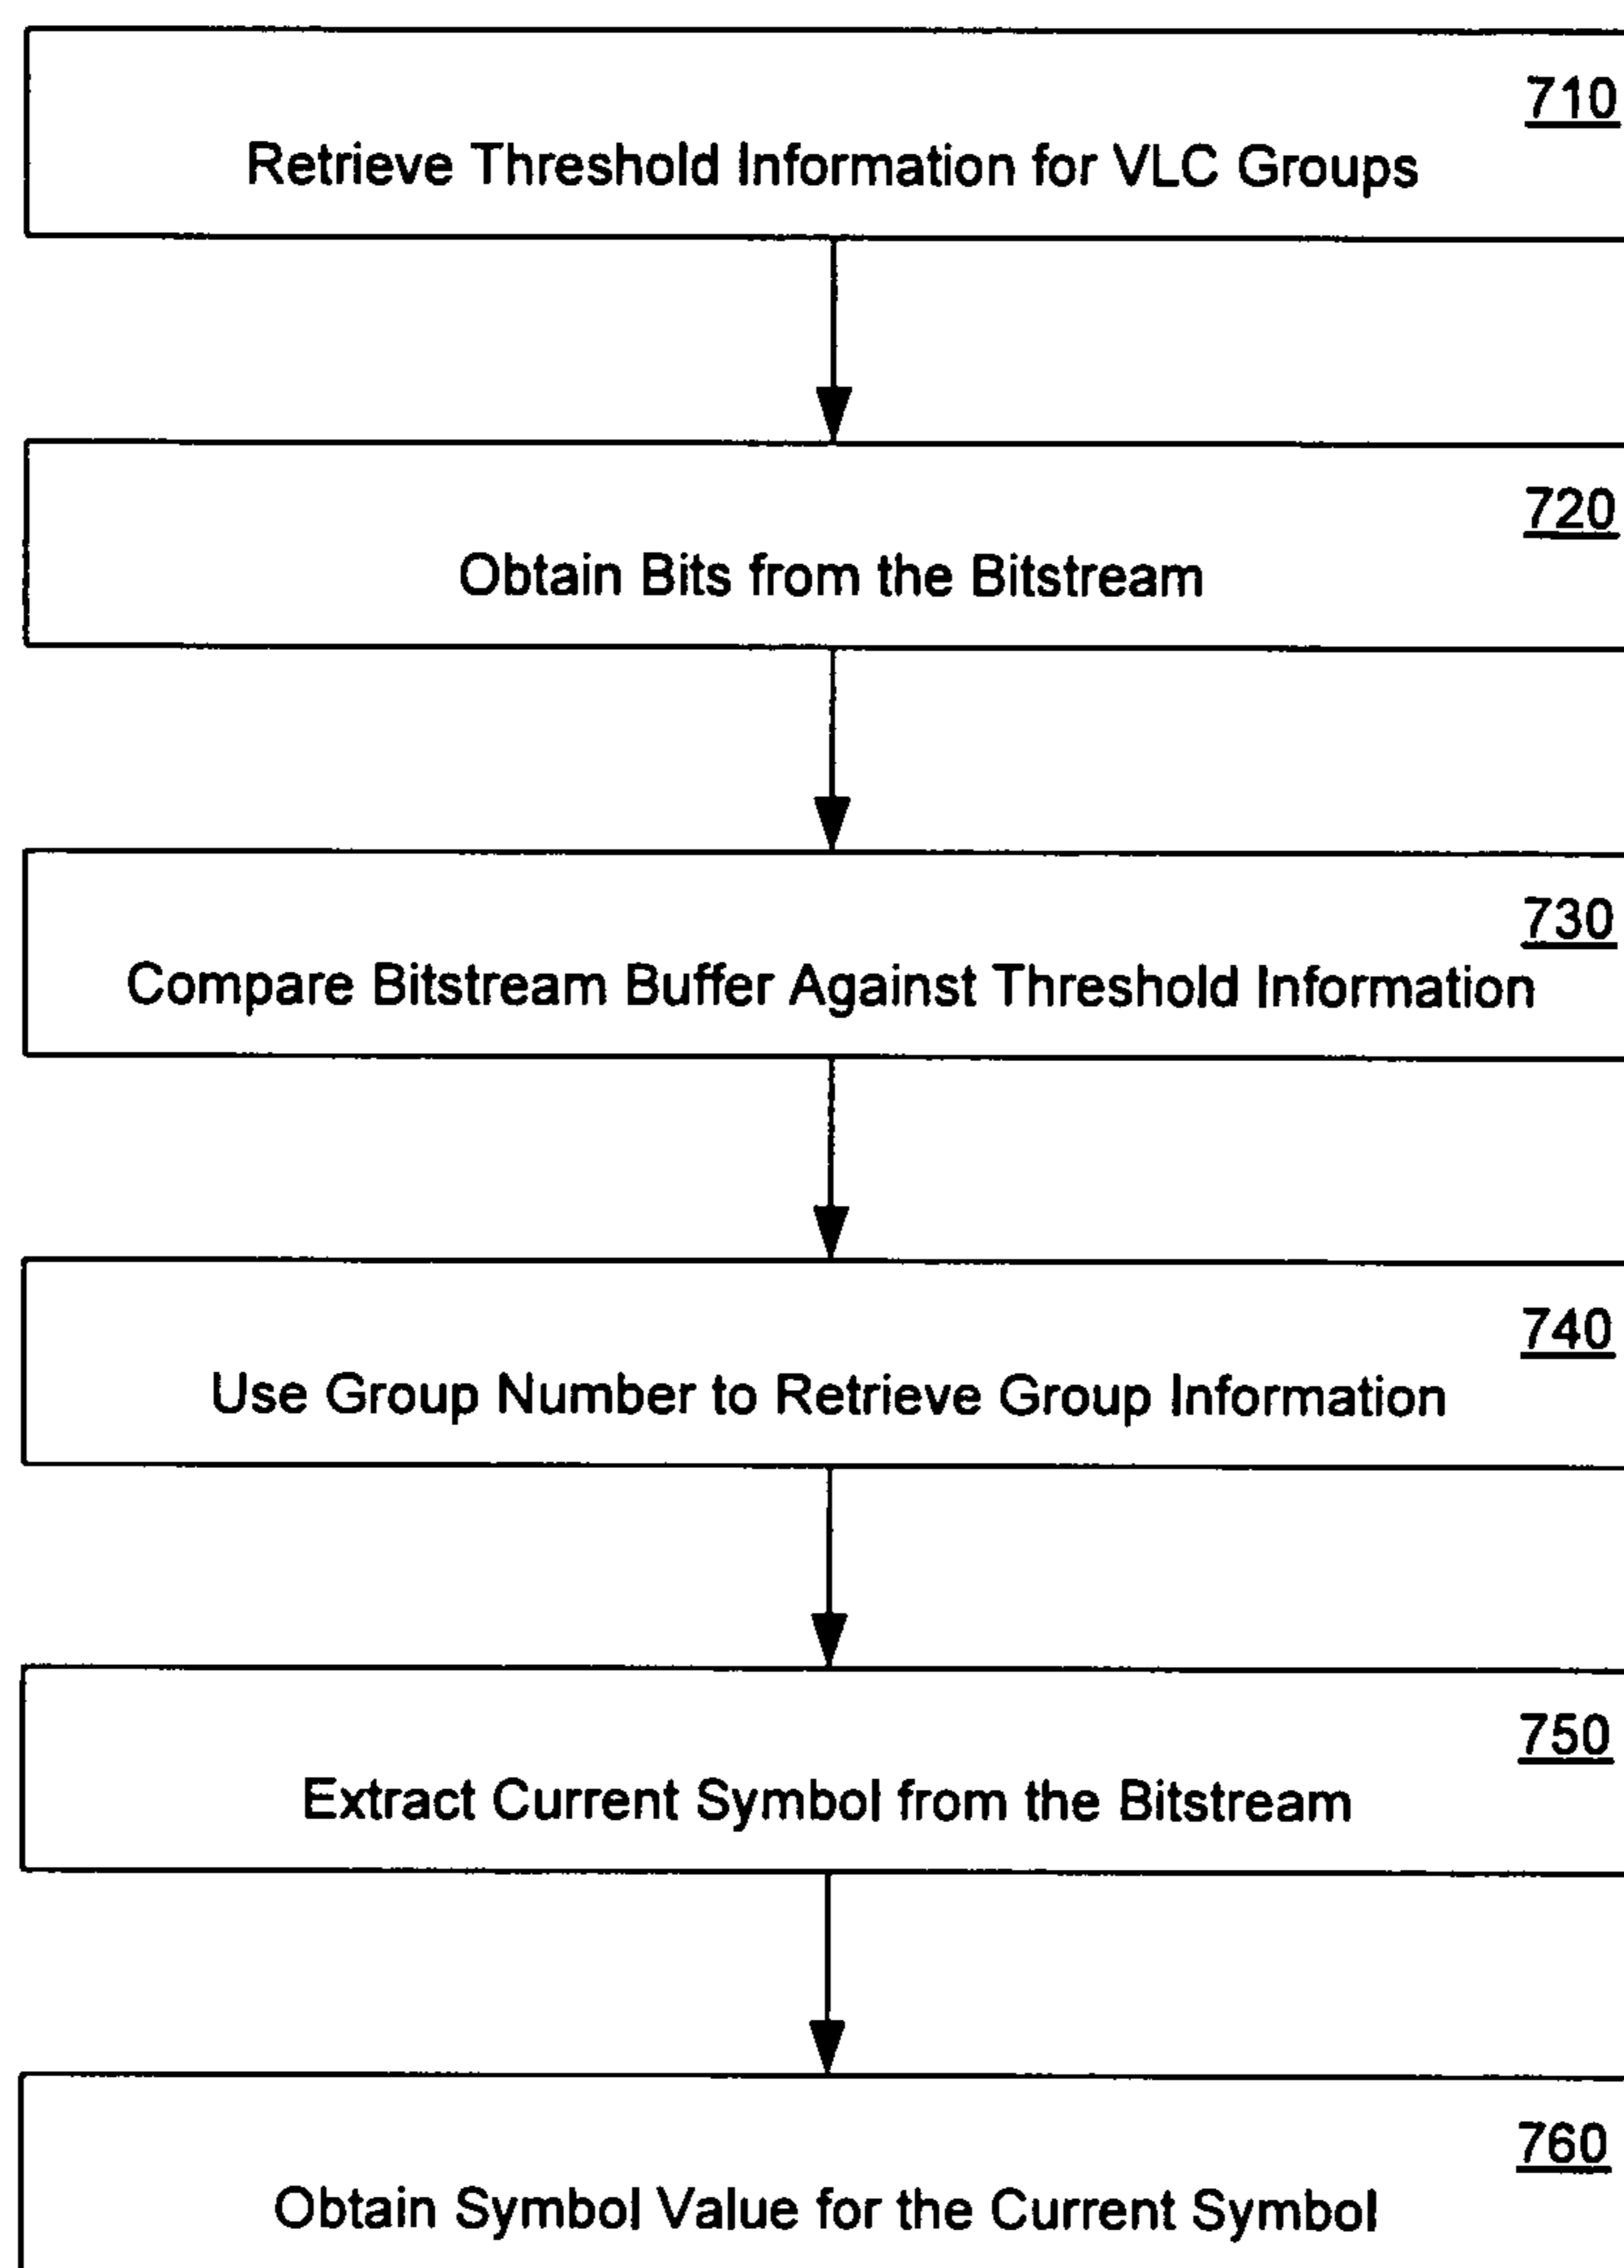 710
Retrieve Threshold Information for VLC Groups
720
Obtain Bits from the Bitstream
730
Compare Bitstream Buffer Against Threshold Information
740
Use Group Number to Retrieve Group Information
750
Extract Current Symbol from the Bitstream
760
Obtain Symbol Value for the Current Symbol